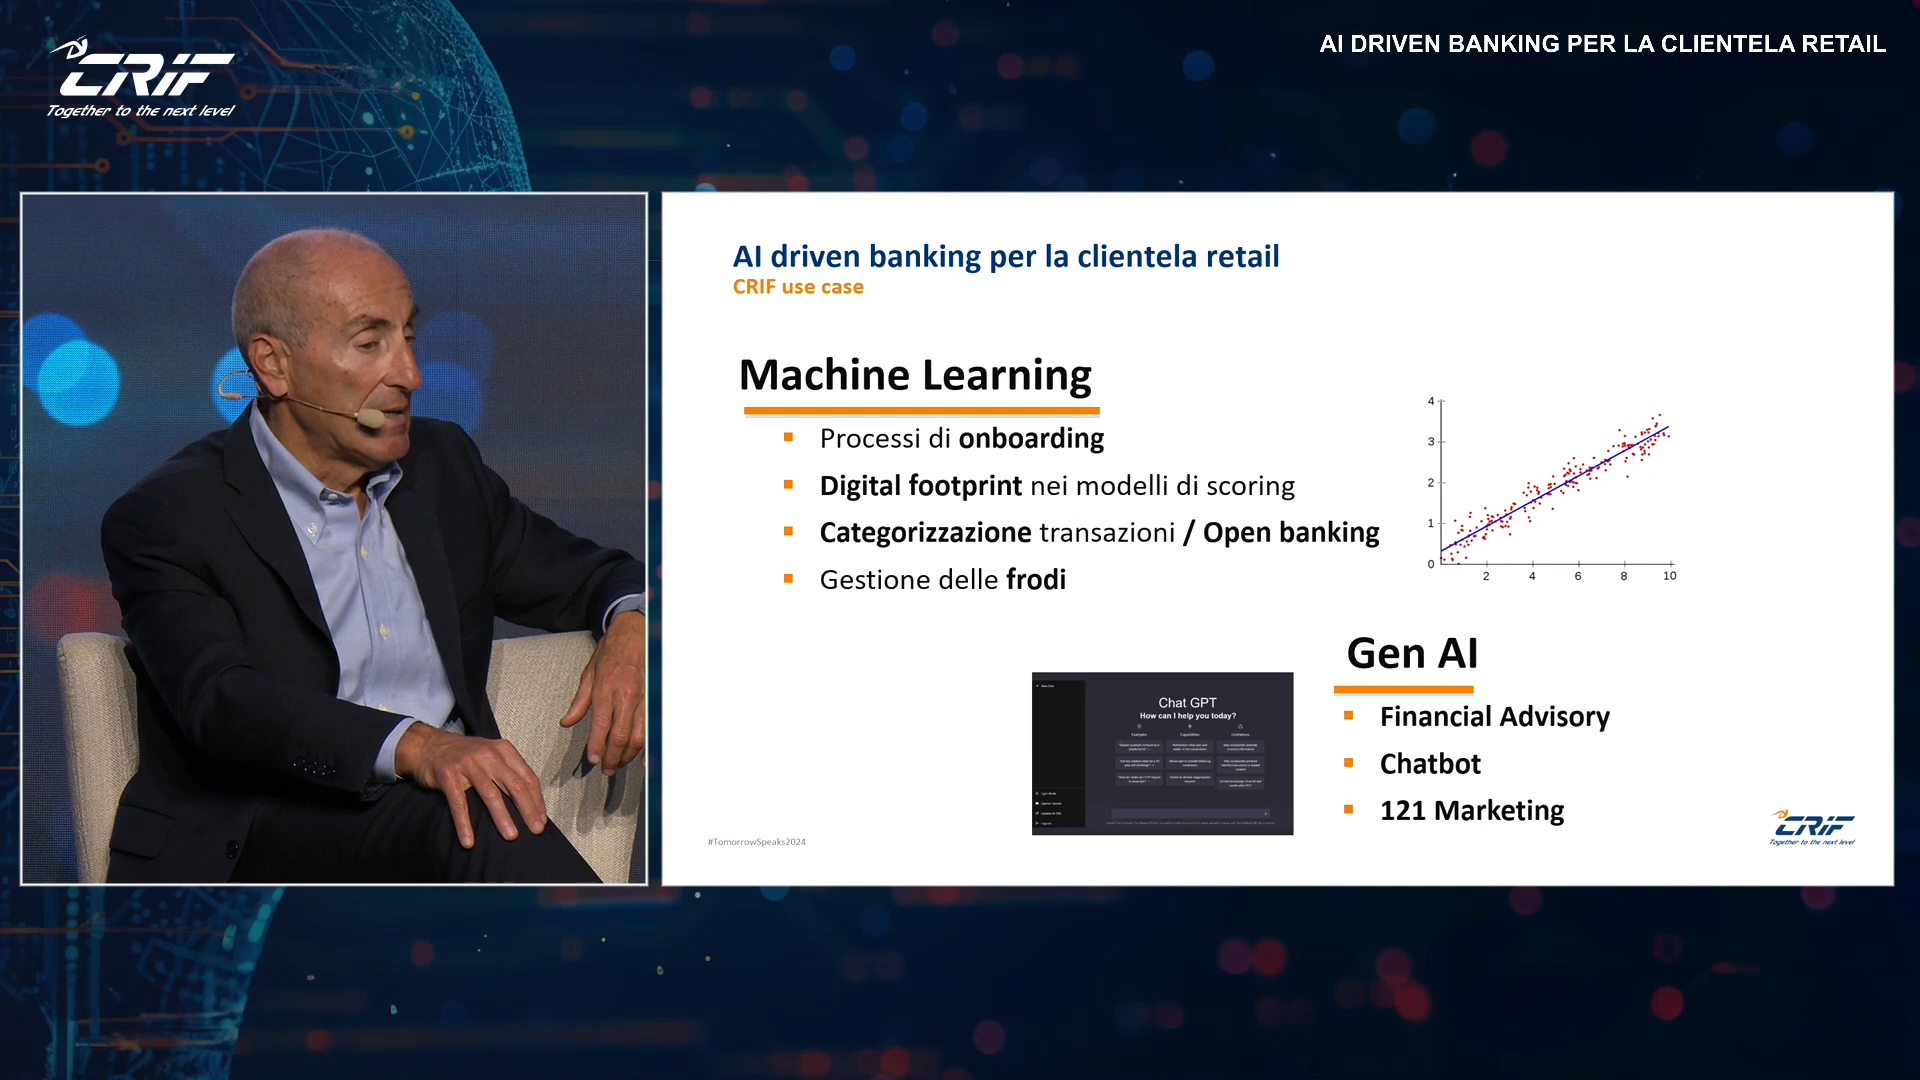 CRIF
Together to the next level
AI DRIVEN BANKING PER LA CLIENTELA RETAIL
AI driven banking per la clientela retail
CRIF use case
Machine Learning
Processi di onboarding
Digital footprint nei modelli di scoring
Categorizzazione transazioni / Open banking
Gestione delle frodi
4
3
2
1
0
2 4 6 8 10
Gen AI
Financial Advisory
Chatbot
121 Marketing
Chat GPT
How can I help you today?
Examples Capabilities Limitations
#TomorrowSpeaks2024
CRIF
Together to the next level